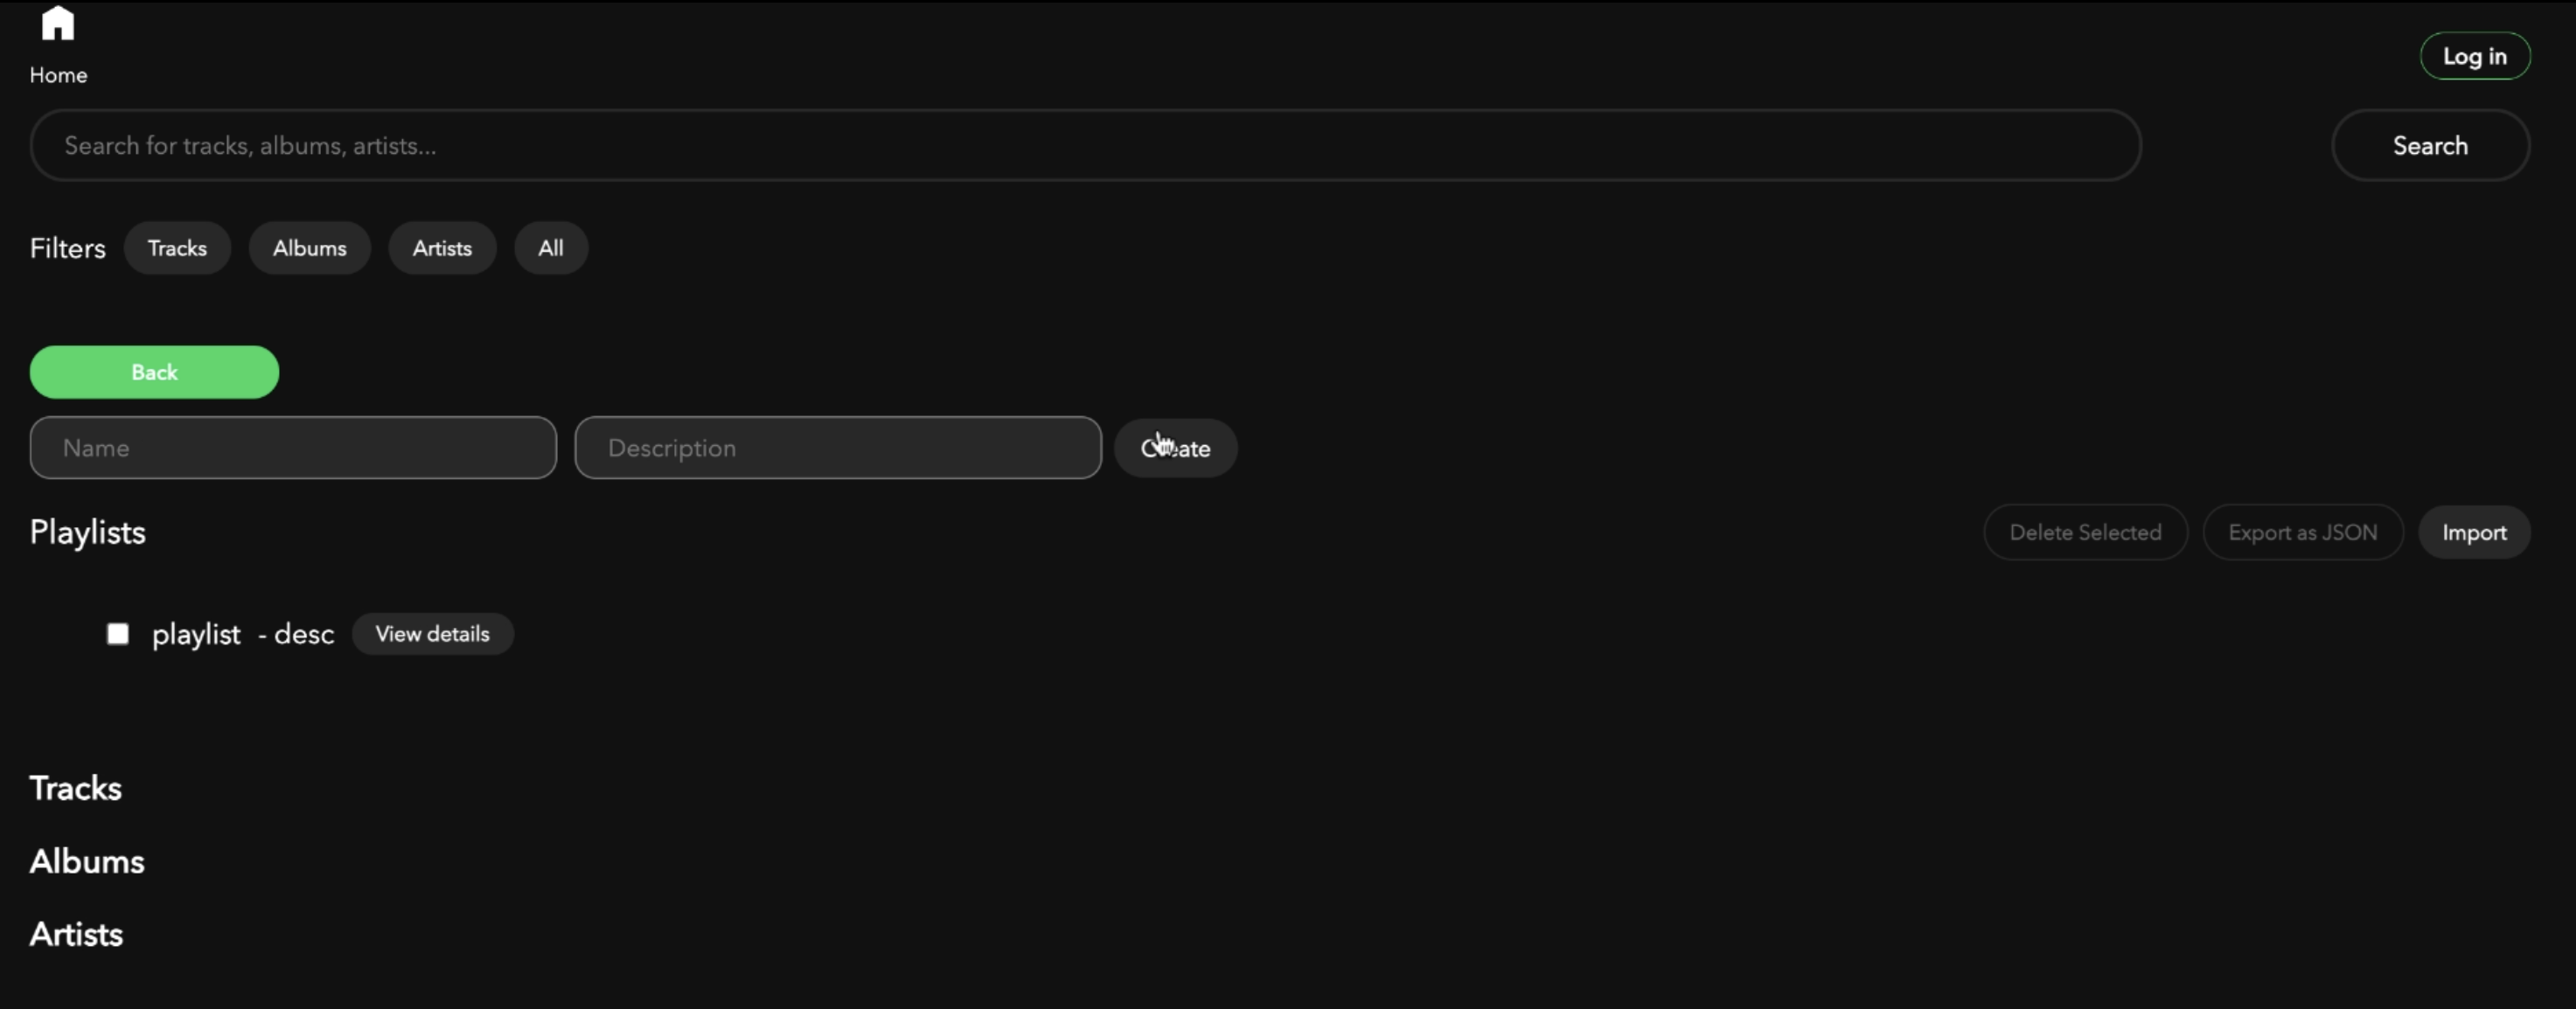 Home
Log in
Search for tracks, albums, artists...
Search
Filters Tracks Albums Artists All
Back
Name Description Create
Playlists Delete Selected Export as JSON Import
playlist - desc View details
Tracks
Albums
Artists